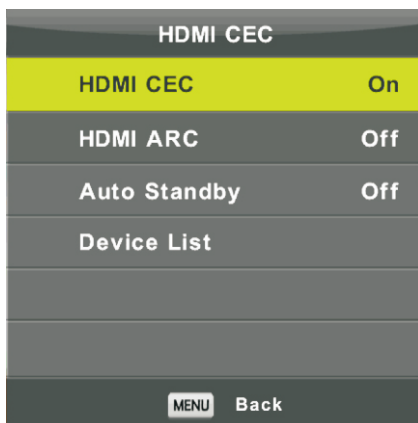 HDMI CEC
HDMI CEC On
HDMI ARC Off
Auto Standby Off
Device List
MENU Back